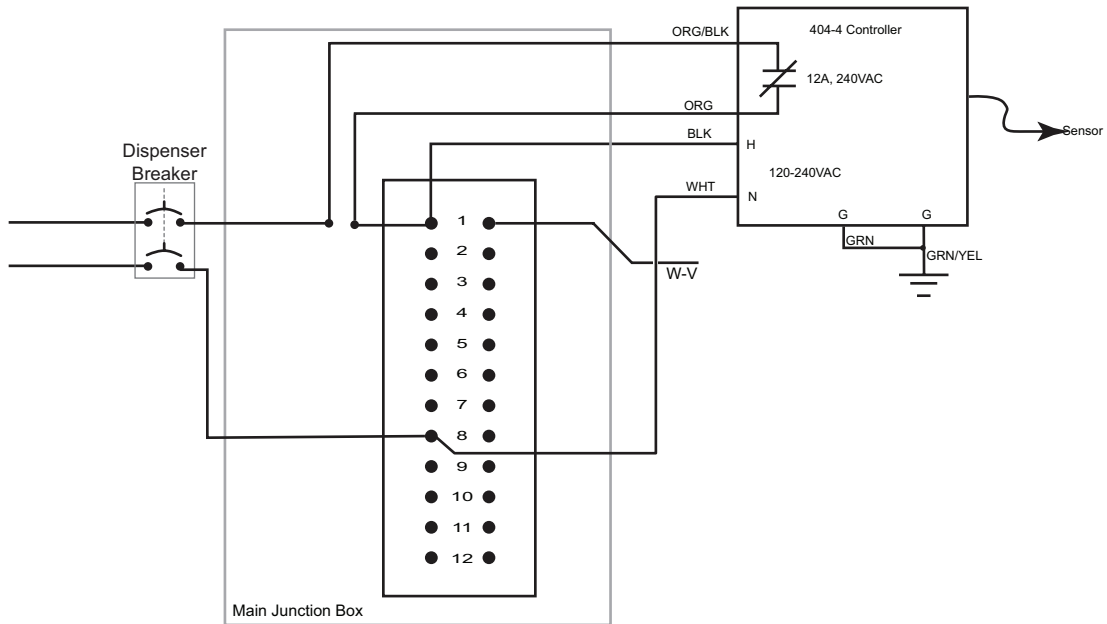 ORG/BLK
404-4 Controller
12A, 240VAC
ORG
BLK
H
Sensor
Dispenser
Breaker
120-240VAC
WHT
N
G G
GRN
GRN/YEL
W-V
1
2
3
4
5
6
7
8
9
10
11
12
Main Junction Box